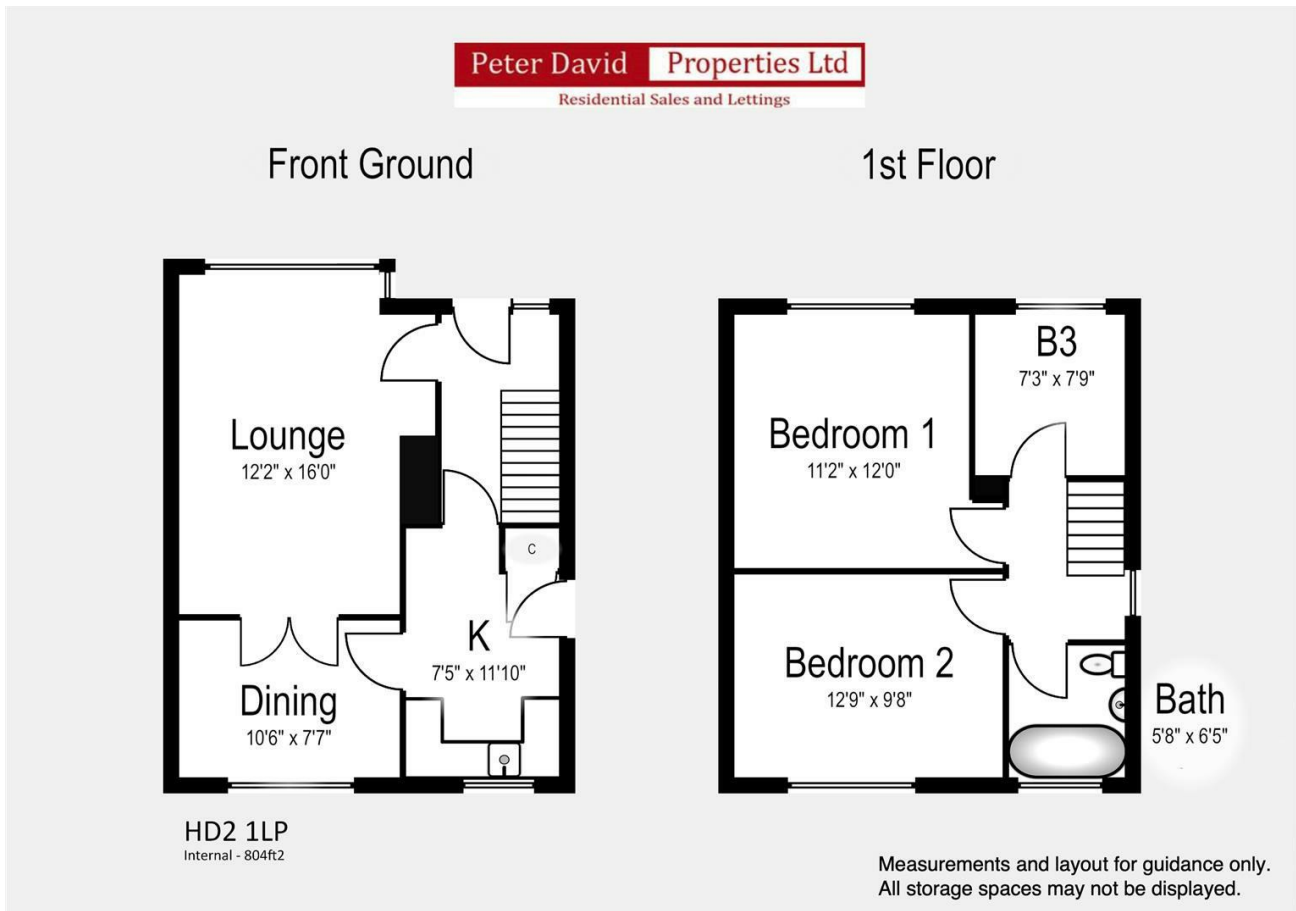 Peter David Properties Ltd
Residential Sales and Lettings
Front Ground
1st Floor
Lounge
12'2" x 16'0"
C
K
7'5" x 11'10"
Dining
10'6" x 7'7"
B3
7'3" x 7'9"
Bedroom 1
11'2" x 12'0"
Bedroom 2
12'9" x 9'8"
Bath
5'8" x 6'5"
HD2 1LP
Internal - 804ft2
Measurements and layout for guidance only.
All storage spaces may not be displayed.